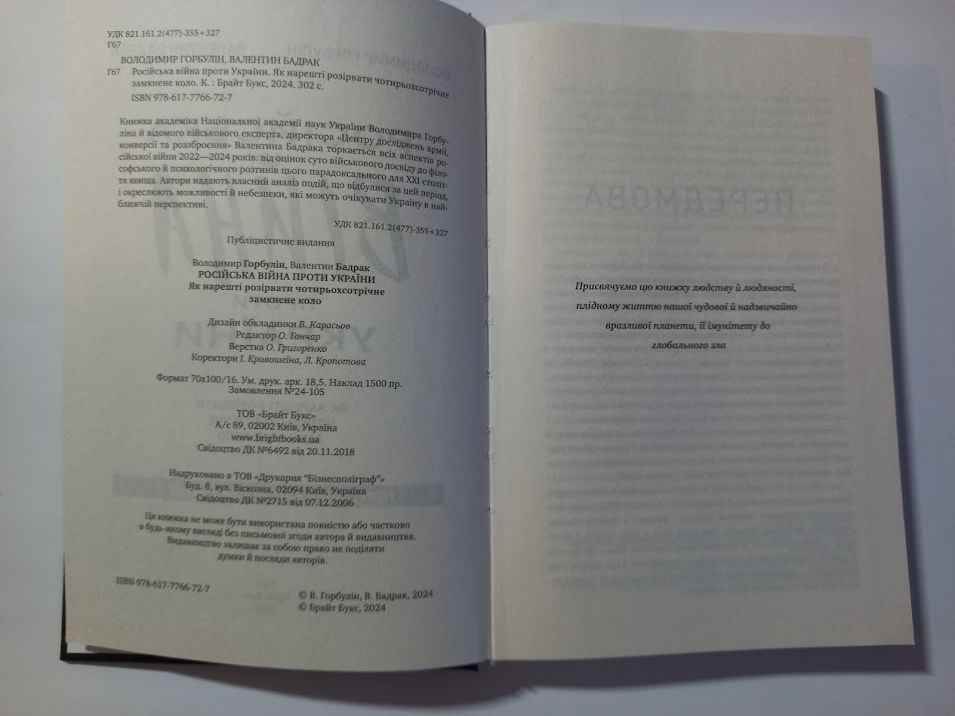 УДК 821.161.2(477)-355+327
Г67
ВОЛОДИМИР ГОРБУЛІН, ВАЛЕНТИН БАДРАК
Г67 Російська війна проти України. Як нарешті розірвати чотирьохсотрічне
замкнене коло. К. : Брайт Букс, 2024. 302 с.
ISBN 978-617-7766-72-7
Книжка академіка Національної академії наук України Володимира Горбу-
ліна й відомого військового експерта, директора «Центру досліджень армії,
конверсії та роззброєння» Валентина Бадрака торкається всіх аспектів ро-
сійської війни 2022—2024 років: від оцінок суто військового досвіду до філо-
софського й психологічного розтинів цього парадоксального для XXI століт-
тя явища. Автори надають власний аналіз подій, що відбулися за цей період,
і окреслюють можливості й небезпеки, які можуть очікувати Україну в най-
ближчій перспективі.
УДК 821.161.2(477)-355+327
Публіцистичне видання
Володимир Горбулін, Валентин Бадрак
РОСІЙСЬКА ВІЙНА ПРОТИ УКРАЇНИ
Як нарешті розірвати чотирьохсотрічне
замкнене коло
Дизайн обкладинки В. Карасьов
Редактор О. Гончар
Верстка О. Григоренко
Коректори І. Кривошеїна, Л. Кропотова
Формат 70х100/16. Ум. друк. арк. 18,5. Наклад 1500 пр.
Замовлення №24-105
ТОВ «Брайт Букс»
А/с 89, 02002 Київ, Україна
www.brightbooks.ua
Свідоцтво ДК №6492 від 20.11.2018
Надруковано в ТОВ «Друкарня "Бізнесполіграф"»
Буд. 8, вул. Віскозна, 02094 Київ, Україна
Свідоцтво ДК №2715 від 07.12.2006
Ця книжка не може бути використана повністю або частково
в будь-якому вигляді без письмової згоди автора й видавництва.
Видавництво залишає за собою право не поділяти
думки й погляди авторів.
ISBN 978-617-7766-72-7
© В. Горбулін, В. Бадрак, 2024
© Брайт Букс, 2024
Присвячуємо цю книжку людству й людяності,
плідному життю нашої чудової й надзвичайно
вразливої планети, її імунітету до
глобального зла
ПЕРЕДМОВА